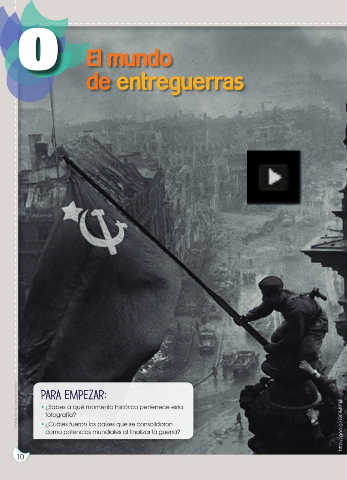 0
El mundo
de entreguerras
PARA EMPEZAR:
• ¿Sabes a qué momento histórico pertenece esta
fotografía?
• ¿Cuáles fueron los países que se consolidaron
como potencias mundiales al finalizar la guerra?
10